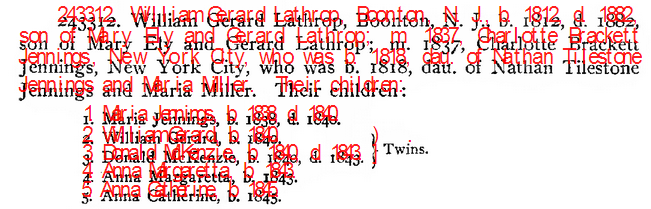 243312. William Gerard Lathrop, Boonton, N. J., b. 1812, d. 1882,
son of Mary Ely and Gerard Lathrop; m. 1837, Charlotte Brackett
Jennings, New York City, who was b. 1818, dau. of Nathan Tilestone
Jennings and Maria Miller. Their children:
1. Maria Jennings, b. 1838, d. 1840.
2. William Gerard, b. 1840.
3. Donald McKenzie, b. 1840, d. 1843. } Twins.
4. Anna Margaretta, b. 1843.
5. Anna Catherine, b. 1845.